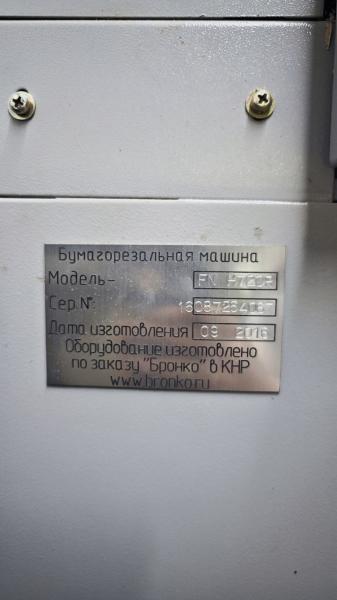 Бумагорезальная машина
Модель-
Сер.№
Дата изготовления 09 2016
Оборудование изготовлено
по заказу "Бронко" в КНР
www.bronko.ru